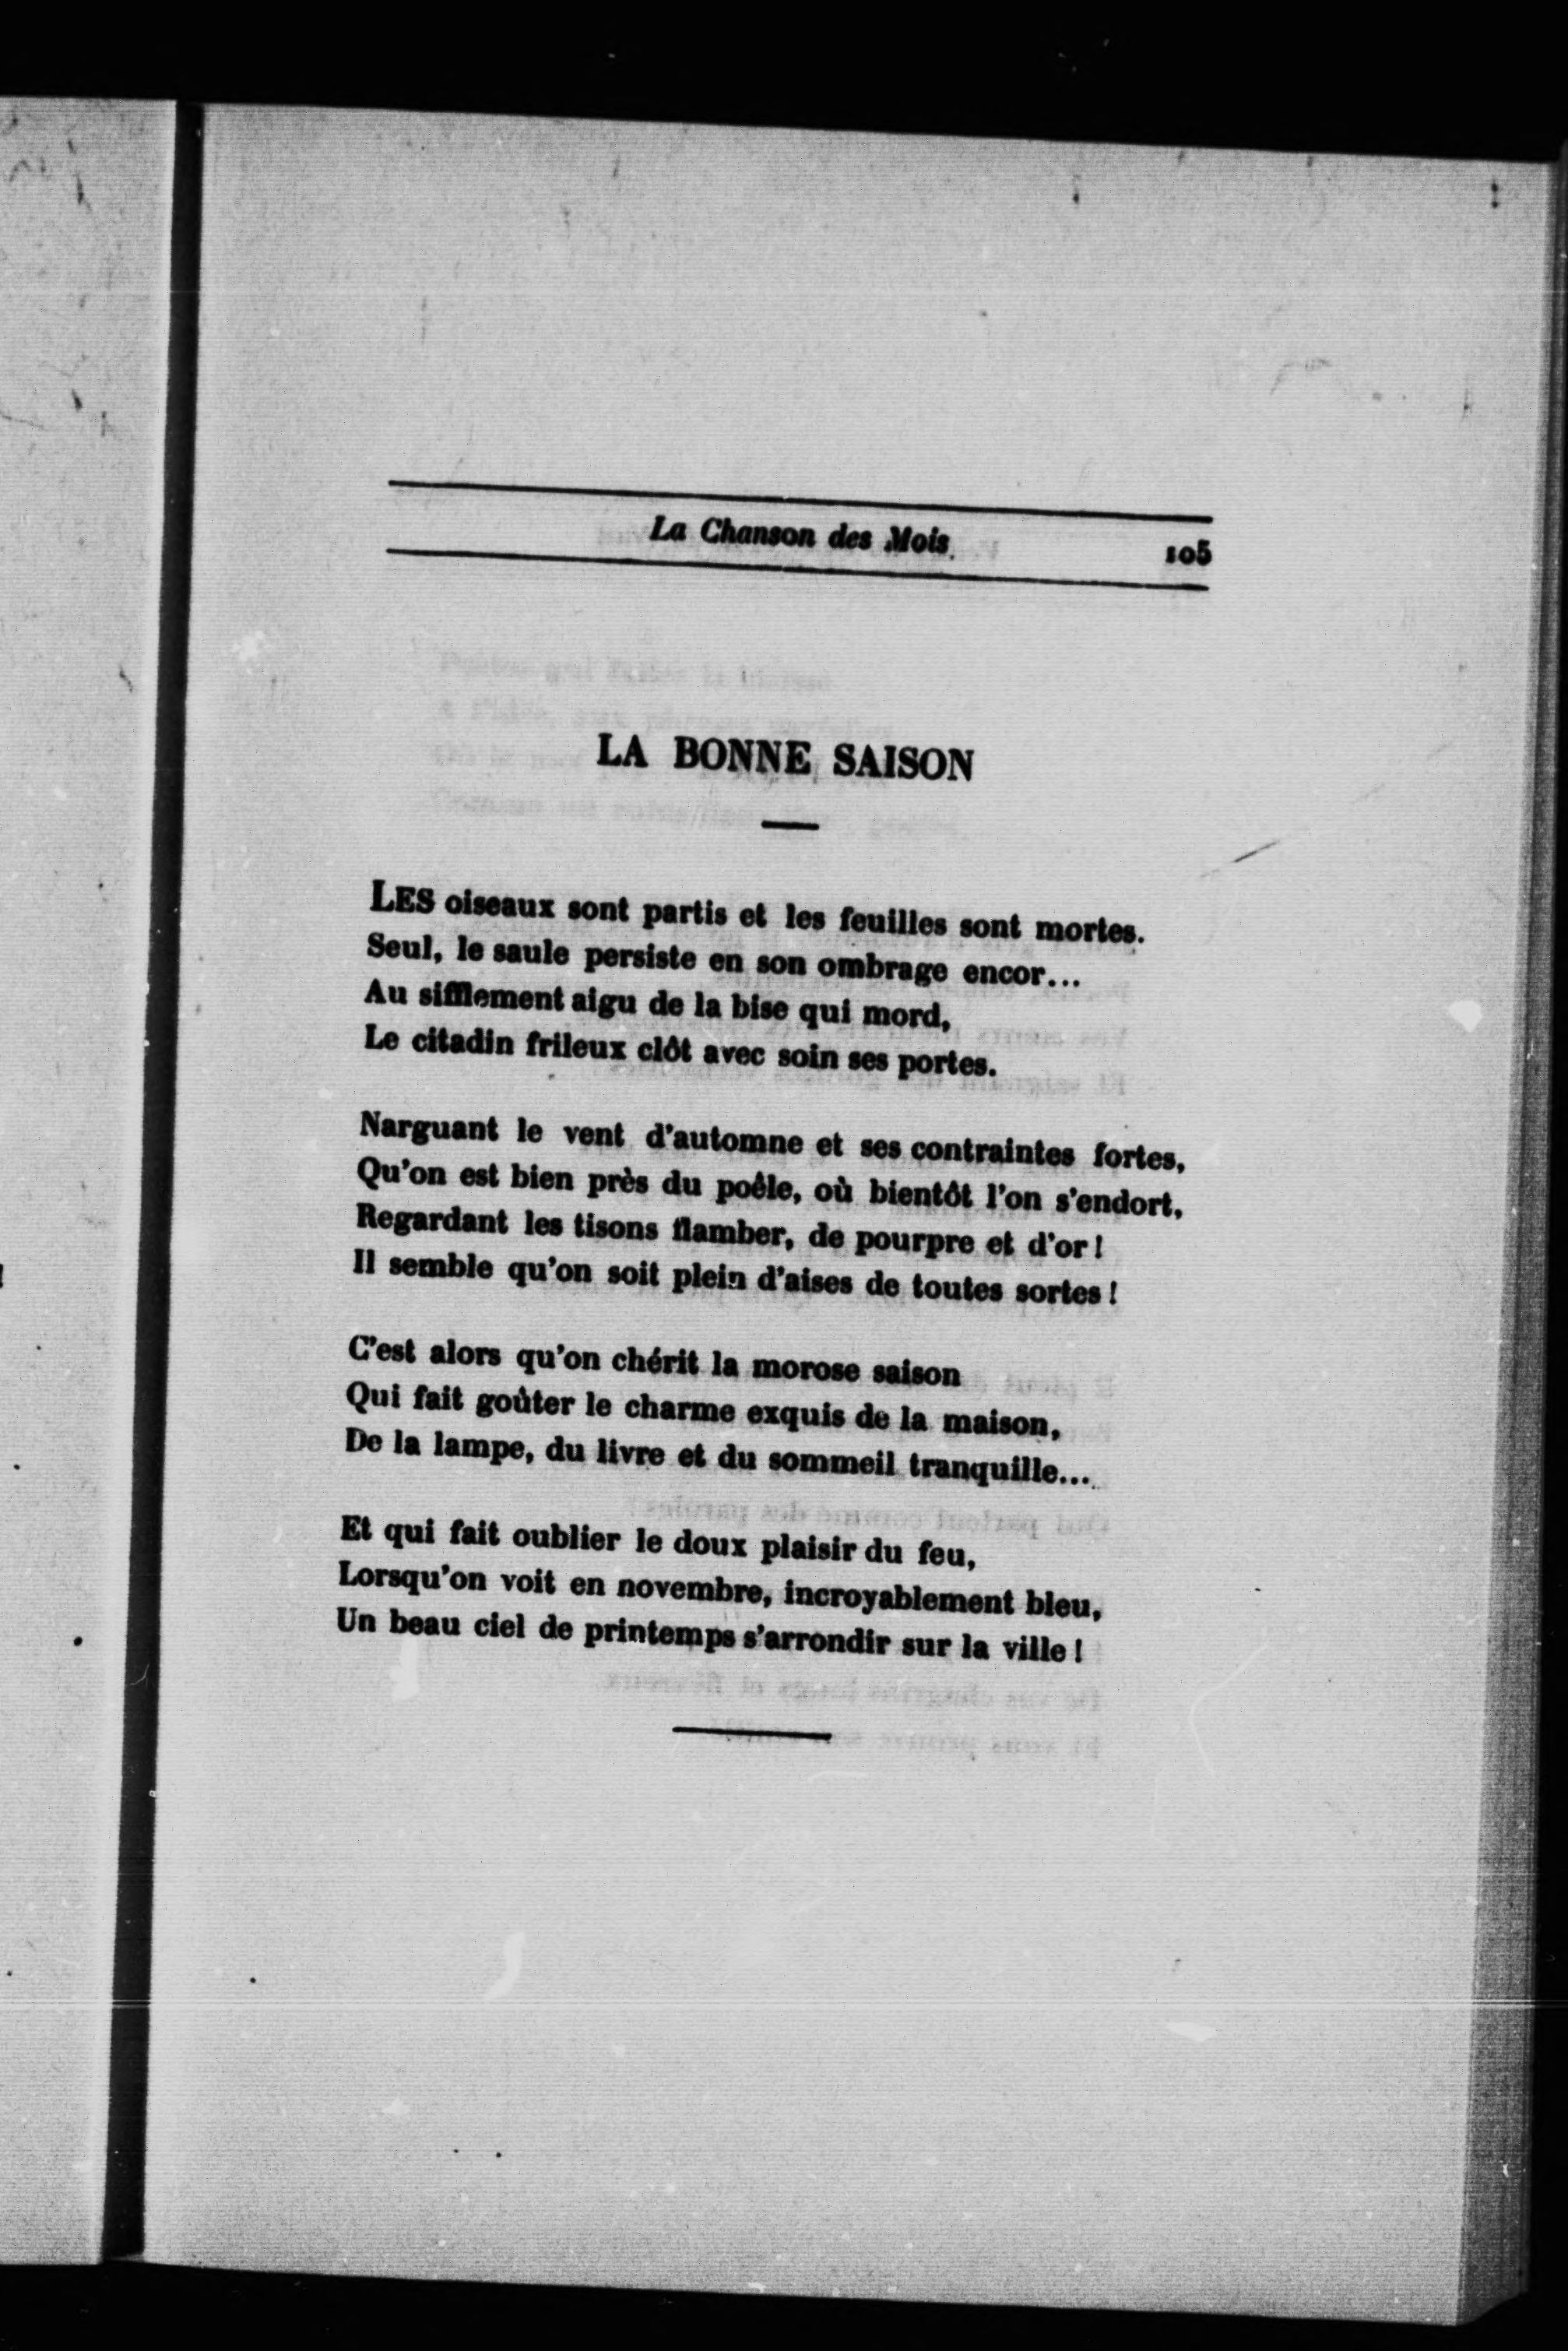 La Chanson des Mois 105
LA BONNE SAISON
LES oiseaux sont partis et les feuilles sont mortes.
Seul, le saule persiste en son ombrage encor...
Au sifflement aigu de la bise qui mord,
Le citadin frileux clôt avec soin ses portes.
Narguant le vent d'automne et ses contraintes fortes,
Qu'on est bien près du poêle, où bientôt l'on s'endort,
Regardant les tisons flamber, de pourpre et d'or !
Il semble qu'on soit plein d'aises de toutes sortes !
C'est alors qu'on chérit la morose saison
Qui fait goûter le charme exquis de la maison,
De la lampe, du livre et du sommeil tranquille...
Et qui fait oublier le doux plaisir du feu,
Lorsqu'on voit en novembre, incroyablement bleu,
Un beau ciel de printemps s'arrondir sur la ville !